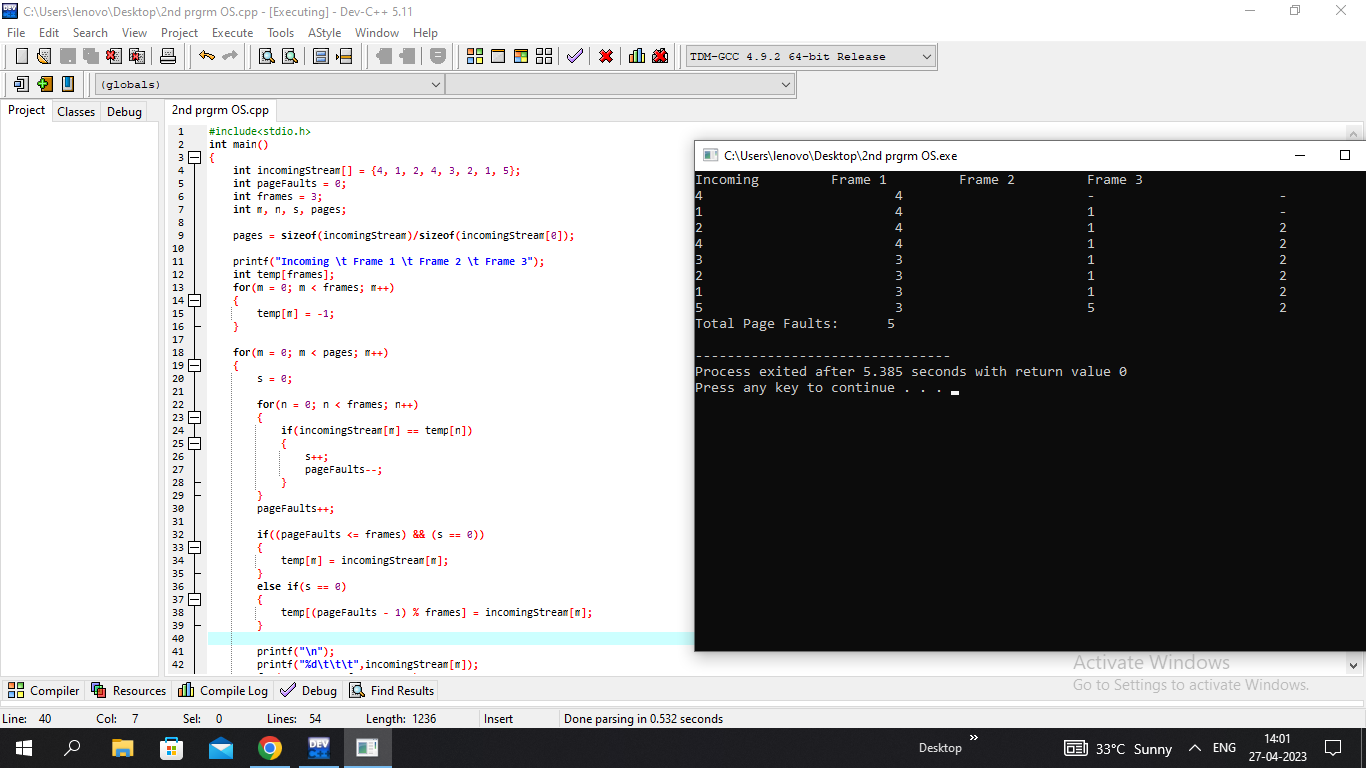 C:\Users\lenovo\Desktop\2nd prgrm OS.cpp - [Executing] - Dev-C++ 5.11
File Edit Search View Project Execute Tools AStyle Window Help
TDM-GCC 4.9.2 64-bit Release
(globals)
Project Classes Debug
2nd prgrm OS.cpp
1 #include<stdio.h>
2 int main()
3 {
4 int incomingStream[] = {4, 1, 2, 4, 3, 2, 1, 5};
5 int pageFaults = 0;
6 int frames = 3;
7 int m, n, s, pages;
8
9 pages = sizeof(incomingStream)/sizeof(incomingStream[0]);
10
11 printf("Incoming \t Frame 1 \t Frame 2 \t Frame 3");
12 int temp[frames];
13 for(m = 0; m < frames; m++)
14 {
15 temp[m] = -1;
16 }
17
18 for(m = 0; m < pages; m++)
19 {
20 s = 0;
21
22 for(n = 0; n < frames; n++)
23 {
24 if(incomingStream[m] == temp[n])
25 {
26 s++;
27 pageFaults--;
28 }
29 }
30 pageFaults++;
31
32 if((pageFaults <= frames) && (s == 0))
33 {
34 temp[m] = incomingStream[m];
35 }
36 else if(s == 0)
37 {
38 temp[(pageFaults - 1) % frames] = incomingStream[m];
39 }
40
41 printf("\n");
42 printf("%d\t\t\t",incomingStream[m]);
C:\Users\lenovo\Desktop\2nd prgrm OS.exe
Incoming Frame 1 Frame 2 Frame 3
4 4 - -
1 4 1 -
2 4 1 2
4 4 1 2
3 3 1 2
2 3 1 2
1 3 1 2
5 3 5 2
Total Page Faults: 5
--------------------------------
Process exited after 5.385 seconds with return value 0
Press any key to continue . . .
Activate Windows
Go to Settings to activate Windows.
Compiler Resources Compile Log Debug Find Results
Line: 40 Col: 7 Sel: 0 Lines: 54 Length: 1236 Insert Done parsing in 0.532 seconds
DEV
Desktop » 33°C Sunny ENG 14:01
27-04-2023